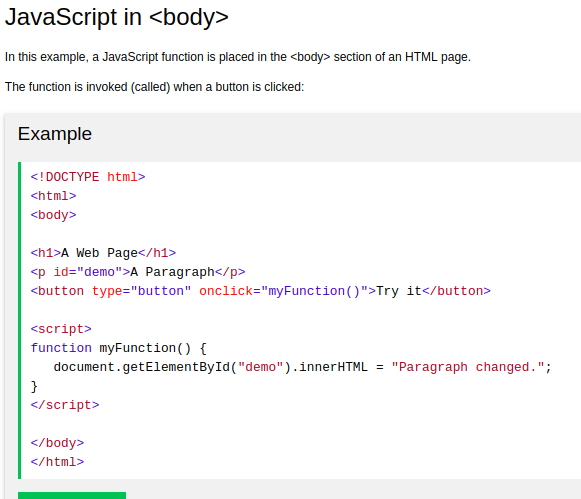 JavaScript in <body>
In this example, a JavaScript function is placed in the <body> section of an HTML page.
The function is invoked (called) when a button is clicked:
Example
<!DOCTYPE html>
<html>
<body>
<h1>A Web Page</h1>
<p id="demo">A Paragraph</p>
<button type="button" onclick="myFunction()">Try it</button>
<script>
function myFunction() {
   document.getElementById("demo").innerHTML = "Paragraph changed.";
}
</script>
</body>
</html>